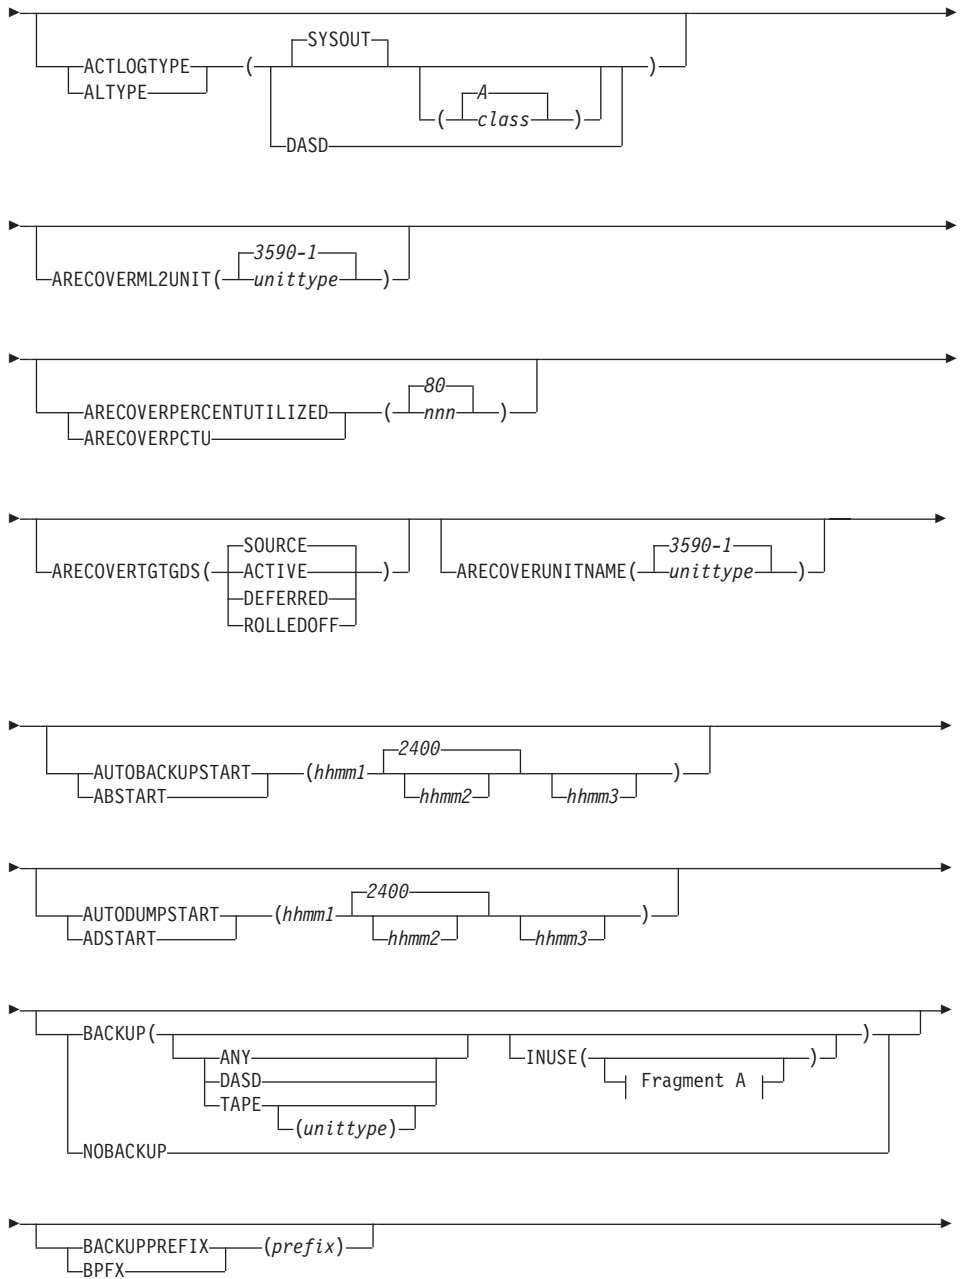 SYSOUT
ACTLOGTYPE ( )
ALTYPE A
( class )
DASD
3590-1
ARECOVERML2UNIT( unittype )
80
ARECOVERPERCENTUTILIZED ( nnn )
ARECOVERPCTU
SOURCE 3590-1
ARECOVERTGTGDS( ACTIVE ) ARECOVERUNITNAME( unittype )
DEFERRED
ROLLEDOFF
2400
AUTOBACKUPSTART (hhmm1 )
ABSTART hhmm2 hhmm3
2400
AUTODUMPSTART (hhmm1 )
ADSTART hhmm2 hhmm3
BACKUP( )
ANY INUSE( )
DASD Fragment A
TAPE
(unittype)
NOBACKUP
BACKUPPREFIX (prefix)
BPFX